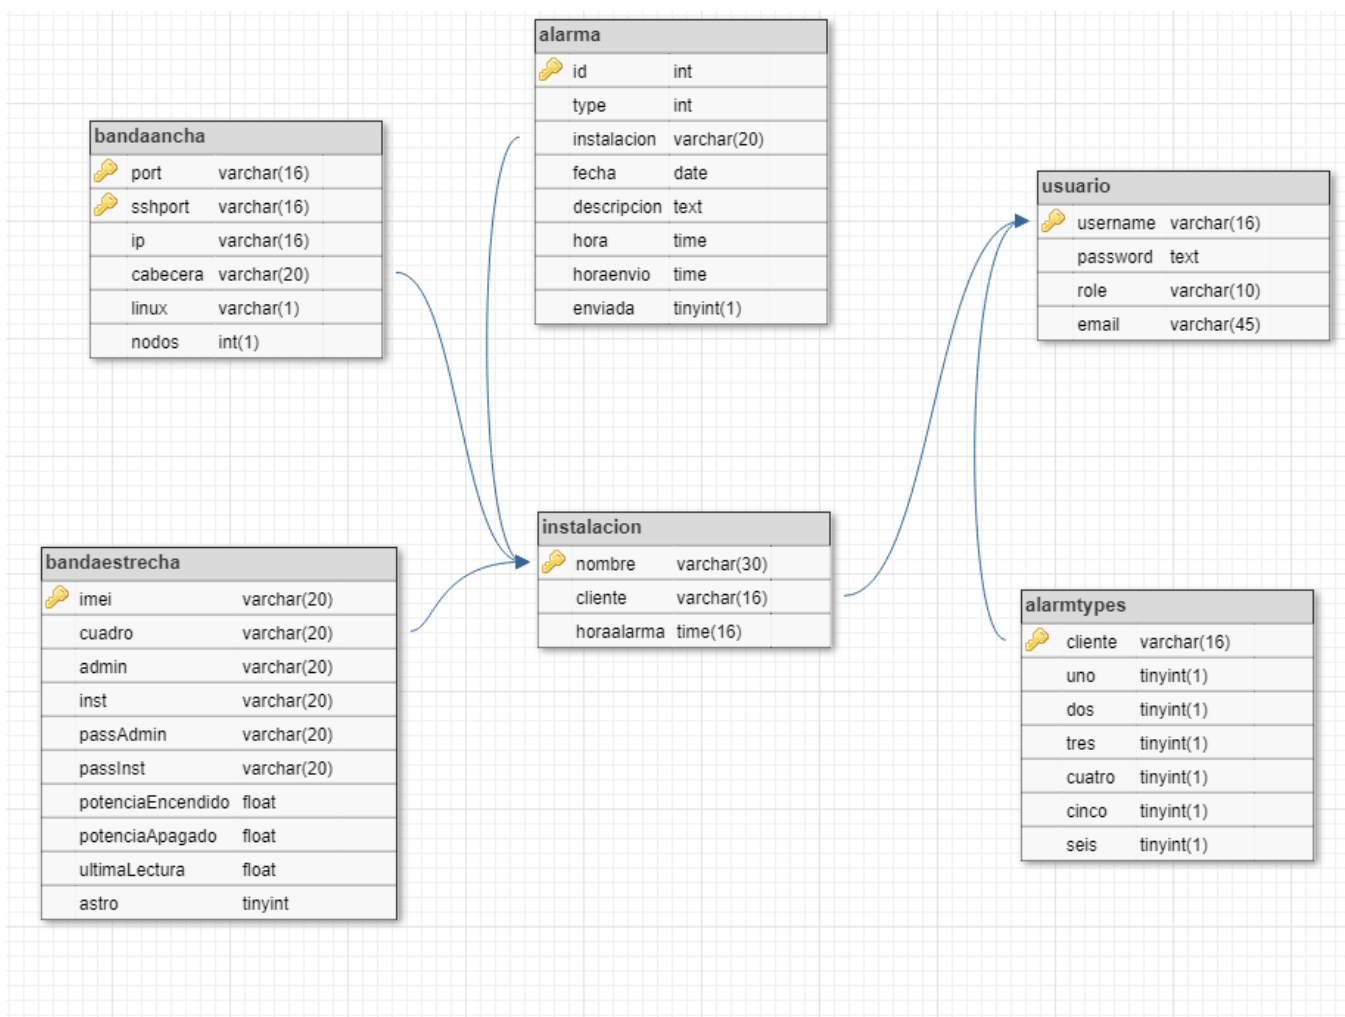 alarma
id int
type int
instalacion varchar(20)
fecha date
descripcion text
hora time
horaenvio time
enviada tinyint(1)
bandaancha
port varchar(16)
sshport varchar(16)
ip varchar(16)
cabecera varchar(20)
linux varchar(1)
nodos int(1)
usuario
username varchar(16)
password text
role varchar(10)
email varchar(45)
instalacion
nombre varchar(30)
cliente varchar(16)
horaalarma time(16)
bandaestrecha
imei varchar(20)
cuadro varchar(20)
admin varchar(20)
inst varchar(20)
passAdmin varchar(20)
passInst varchar(20)
potenciaEncendido float
potenciaApagado float
ultimaLectura float
astro tinyint
alarmtypes
cliente varchar(16)
uno tinyint(1)
dos tinyint(1)
tres tinyint(1)
cuatro tinyint(1)
cinco tinyint(1)
seis tinyint(1)